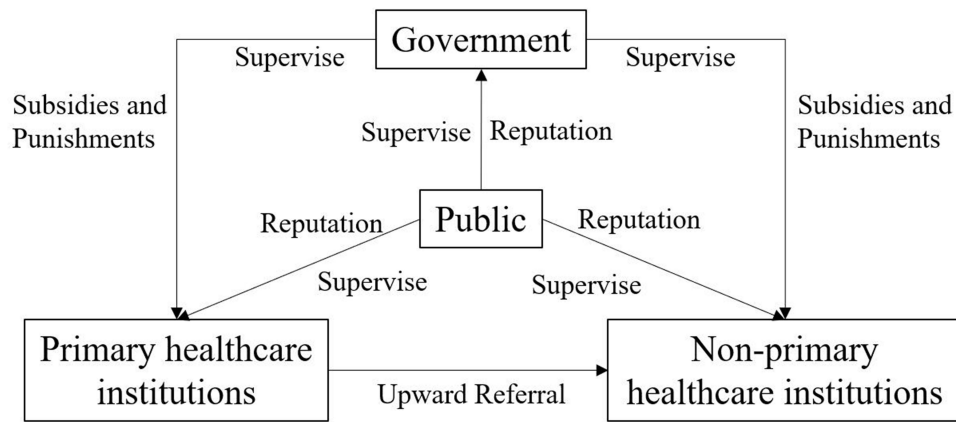 Government
Supervise
Supervise
Subsidies and
Punishments
Subsidies and
Punishments
Supervise
Reputation
Public
Reputation
Reputation
Supervise
Supervise
Primary healthcare
institutions
Non-primary
healthcare institutions
Upward Referral